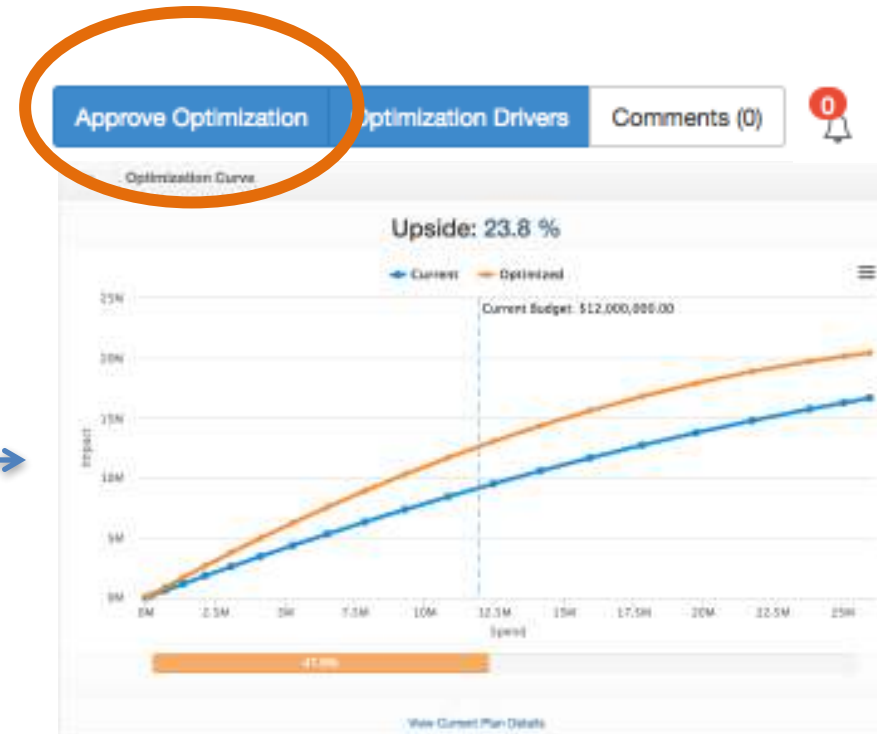 Approve Optimization Optimization Drivers Comments (0) 0
Optimization Curve
Upside: 23.8 %
Current Optimized
Current Budget: $12,000,000.00
25M
20M
15M
10M
5M
0M
Impact
0M 2.5M 5M 7.5M 10M 12.5M 15M 17.5M 20M 22.5M 25M
Spend
View Current Plan Details